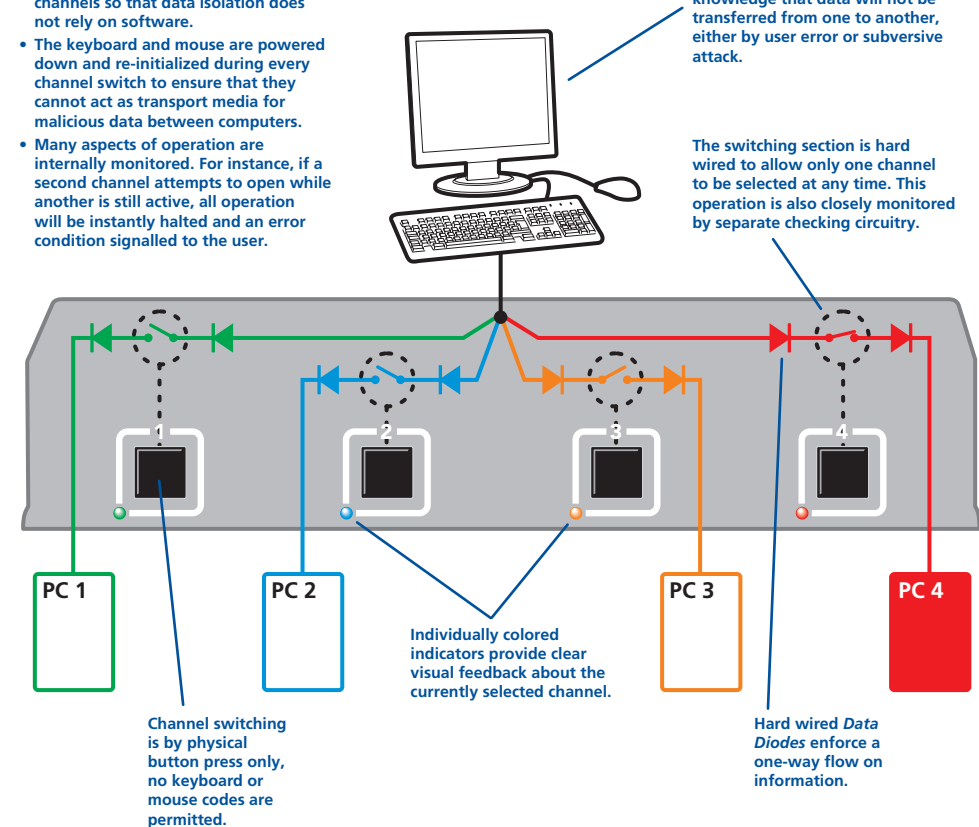 channels so that data isolation does
not rely on software.
• The keyboard and mouse are powered
down and re-initialized during every
channel switch to ensure that they
cannot act as transport media for
malicious data between computers.
• Many aspects of operation are
internally monitored. For instance, if a
second channel attempts to open while
another is still active, all operation
will be instantly halted and an error
condition signalled to the user.
knowledge that data will not be
transferred from one to another,
either by user error or subversive
attack.
The switching section is hard
wired to allow only one channel
to be selected at any time. This
operation is also closely monitored
by separate checking circuitry.
1
2
3
4
PC 1
PC 2
PC 3
PC 4
Individually colored
indicators provide clear
visual feedback about the
currently selected channel.
Channel switching
is by physical
button press only,
no keyboard or
mouse codes are
permitted.
Hard wired Data
Diodes enforce a
one-way flow on
information.